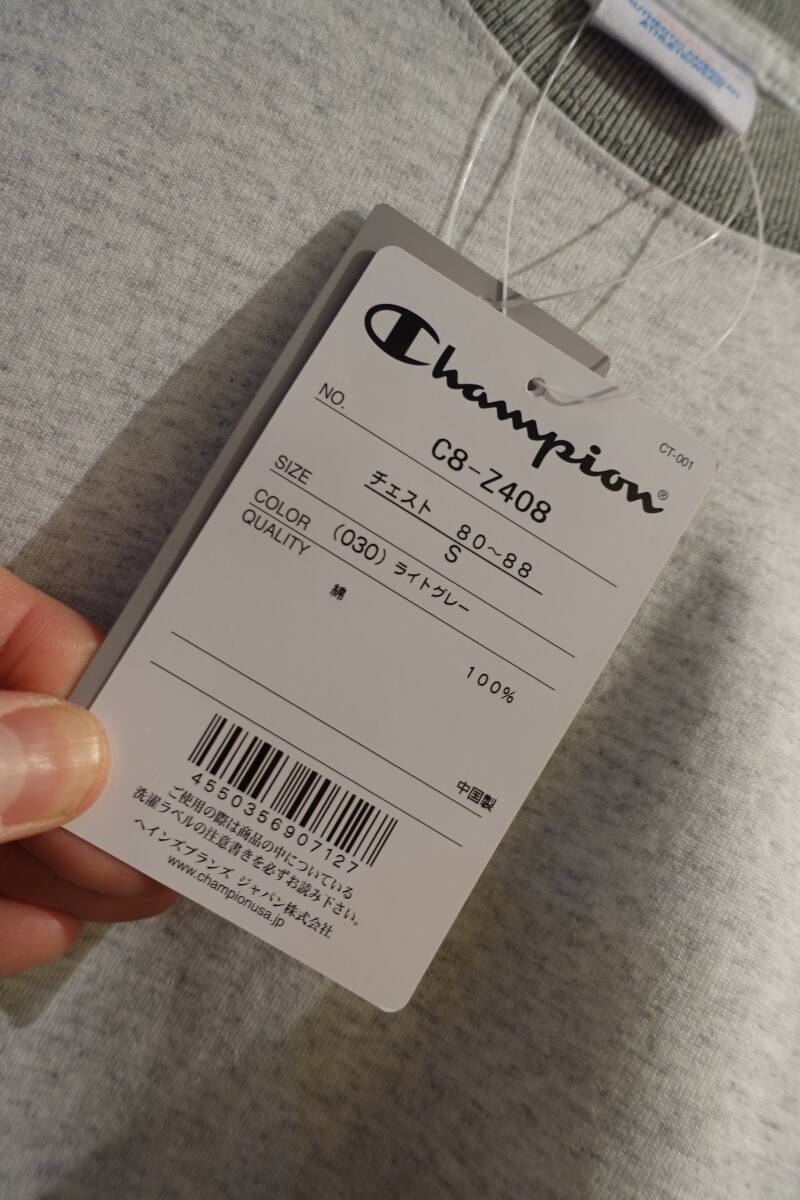 AUTHENTIC AMERICAN
ATHLETICWEAR
Champion®
CT-001
NO.
C8-Z408
SIZE チェスト 80~88
S
COLOR (030) ライトグレー
QUALITY
綿 100%
中国製
4550356907127
ご使用の際は商品の中についている
洗濯ラベルの注意書きを必ずお読み下さい。
ヘインズブランズ ジャパン株式会社
www.championusa.jp